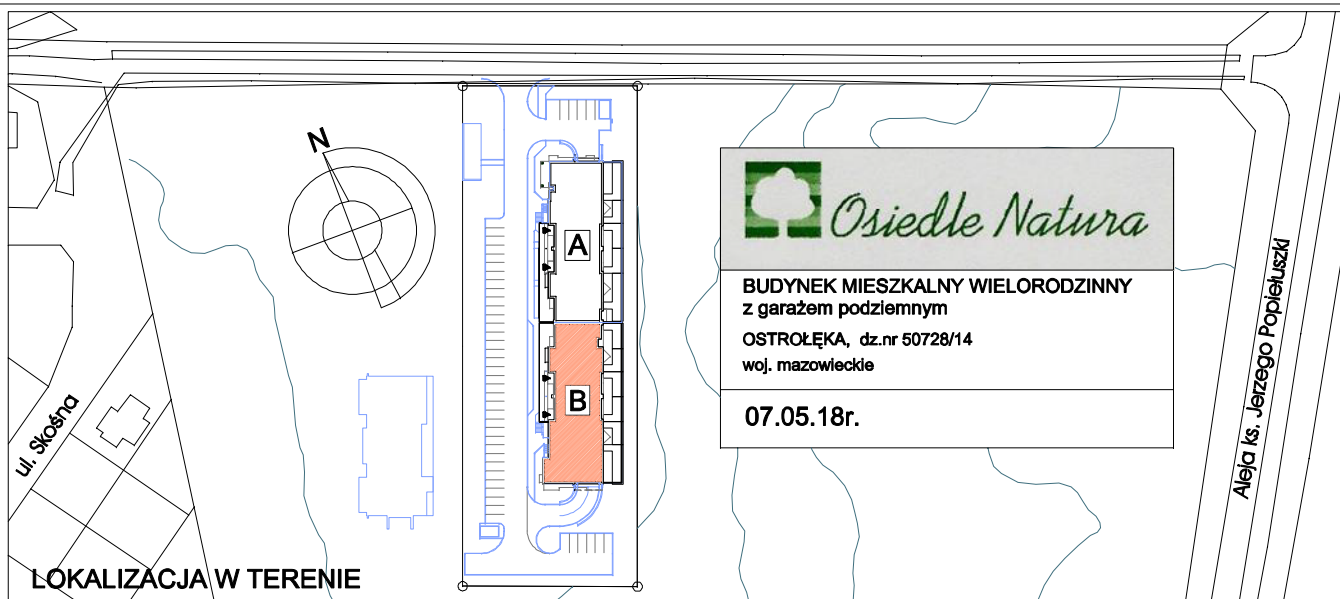 N
A
B
Osiedle Natura
BUDYNEK MIESZKALNY WIELORODZINNY
z garażem podziemnym
OSTROŁĘKA, dz.nr 50728/14
woj. mazowieckie
07.05.18r.
ul. Skośna
Aleja ks. Jerzego Popiełuszki
LOKALIZACJA W TERENIE